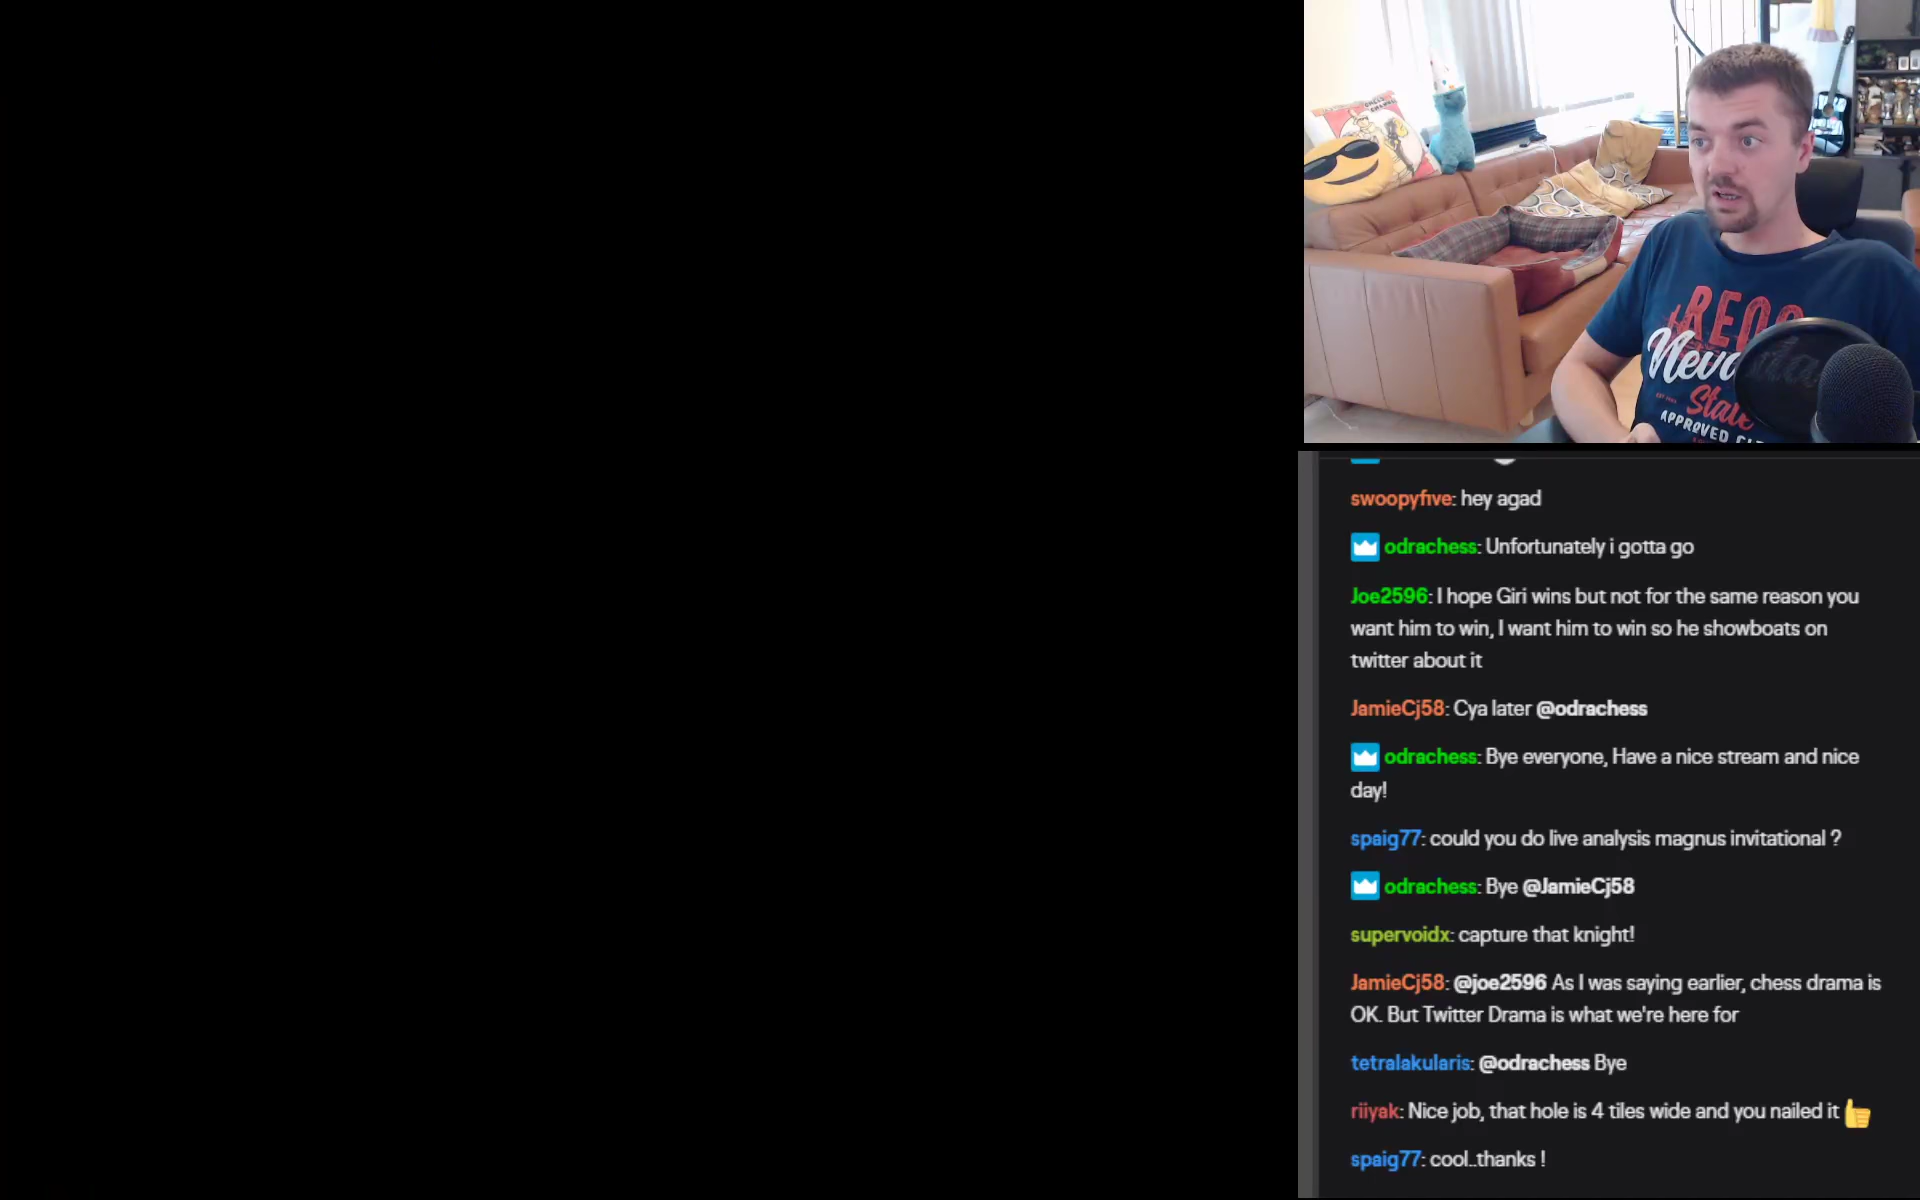 RENO
Neva
State
APPROVED
swoopyfive: hey agad
odrachess: Unfortunately i gotta go
Joe2596: I hope Giri wins but not for the same reason you
want him to win, I want him to win so he showboats on
twitter about it
JamieCj58: Cya later @odrachess
odrachess: Bye everyone, Have a nice stream and nice
day!
spaig77: could you do live analysis magnus invitational ?
odrachess: Bye @JamieCj58
supervoidx: capture that knight!
JamieCj58: @joe2596 As I was saying earlier, chess drama is
OK. But Twitter Drama is what we're here for
tetralakularis: @odrachess Bye
riiyak: Nice job, that hole is 4 tiles wide and you nailed it
spaig77: cool..thanks !